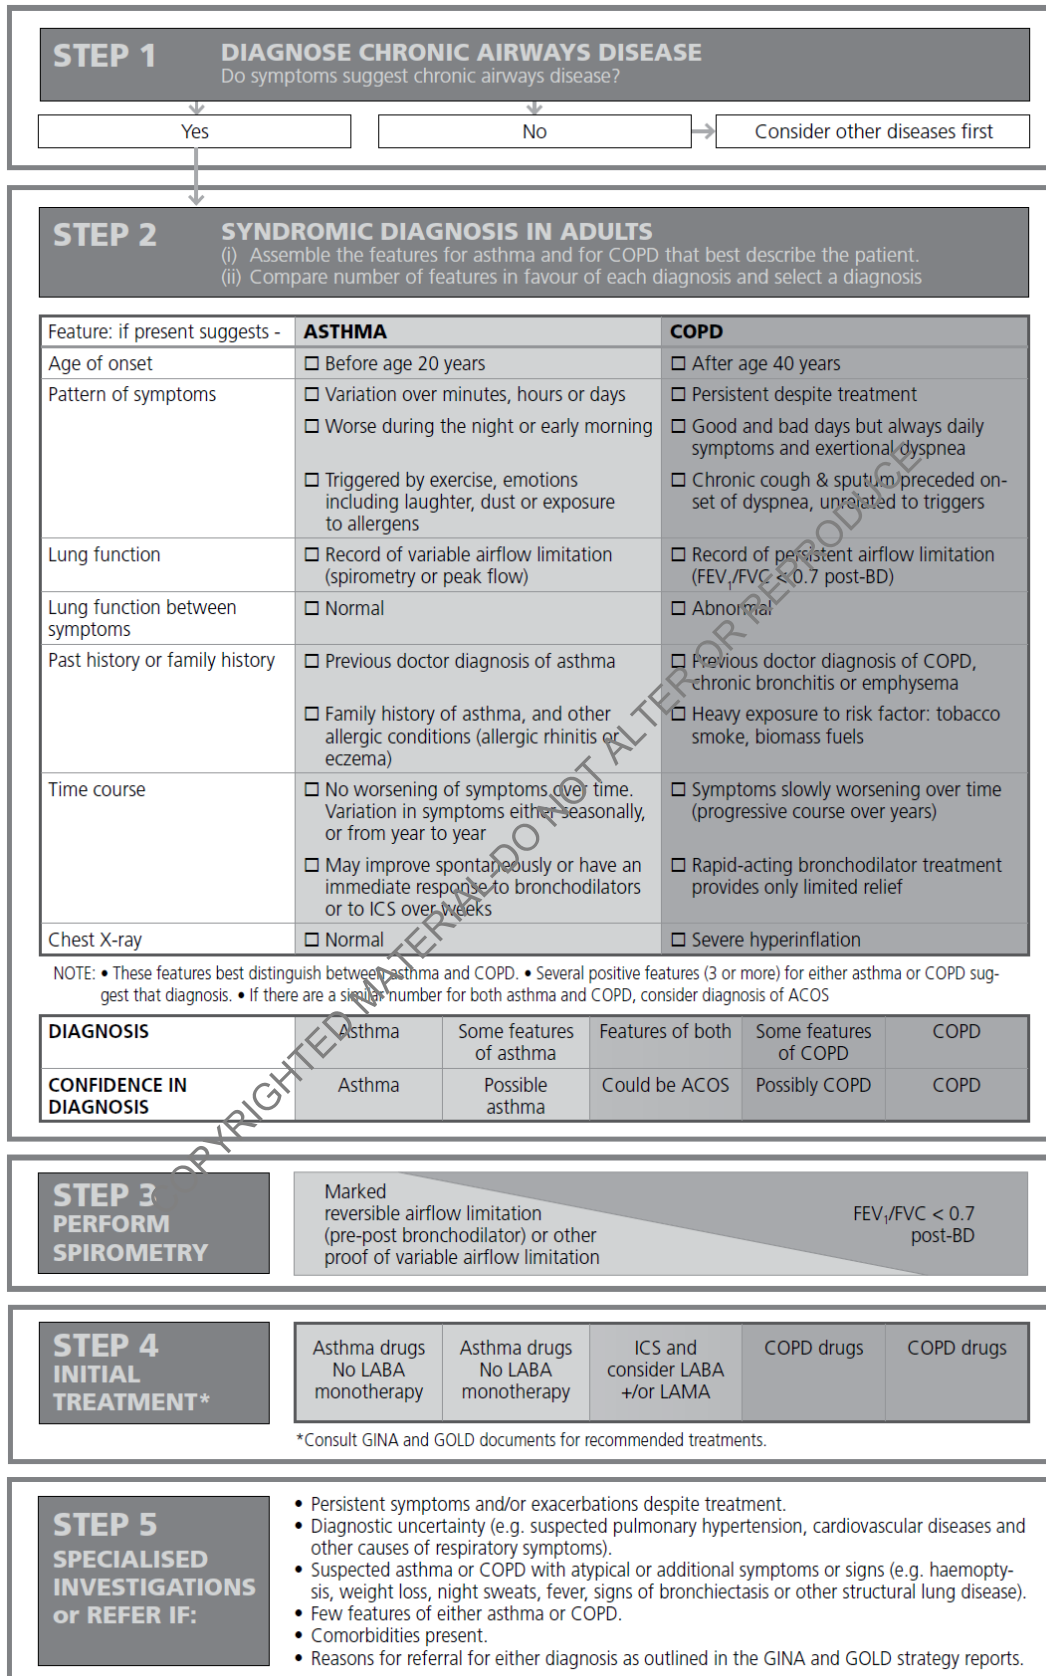 STEP 1
DIAGNOSE CHRONIC AIRWAYS DISEASE
Do symptoms suggest chronic airways disease?
Yes
No
Consider other diseases first
STEP 2
SYNDROMIC DIAGNOSIS IN ADULTS
(i) Assemble the features for asthma and for COPD that best describe the patient.
(ii) Compare number of features in favour of each diagnosis and select a diagnosis
Feature: if present suggests - ASTHMA COPD
Age of onset
☐ Before age 20 years
☐ After age 40 years
Pattern of symptoms
☐ Variation over minutes, hours or days
☐ Worse during the night or early morning
☐ Triggered by exercise, emotions
including laughter, dust or exposure
to allergens
☐ Persistent despite treatment
☐ Good and bad days but always daily
symptoms and exertional dyspnea
☐ Chronic cough & sputum preceded on-
set of dyspnea, unrelated to triggers
Lung function
☐ Record of variable airflow limitation
(spirometry or peak flow)
☐ Record of persistent airflow limitation
(FEV₁/FVC < 0.7 post-BD)
Lung function between
symptoms
☐ Normal
☐ Abnormal
Past history or family history
☐ Previous doctor diagnosis of asthma
☐ Family history of asthma, and other
allergic conditions (allergic rhinitis or
eczema)
☐ Previous doctor diagnosis of COPD,
chronic bronchitis or emphysema
☐ Heavy exposure to risk factor: tobacco
smoke, biomass fuels
Time course
☐ No worsening of symptoms over time.
Variation in symptoms either seasonally,
or from year to year
☐ May improve spontaneously or have an
immediate response to bronchodilators
or to ICS over weeks
☐ Symptoms slowly worsening over time
(progressive course over years)
☐ Rapid-acting bronchodilator treatment
provides only limited relief
Chest X-ray
☐ Normal
☐ Severe hyperinflation
NOTE: • These features best distinguish between asthma and COPD. • Several positive features (3 or more) for either asthma or COPD sug-
gest that diagnosis. • If there are a similar number for both asthma and COPD, consider diagnosis of ACOS
DIAGNOSIS
Asthma
Some features
of asthma
Features of both
Some features
of COPD
COPD
CONFIDENCE IN
DIAGNOSIS
Asthma
Possible
asthma
Could be ACOS
Possibly COPD
COPD
STEP 3
PERFORM
SPIROMETRY
Marked
reversible airflow limitation
(pre-post bronchodilator) or other
proof of variable airflow limitation
FEV₁/FVC < 0.7
post-BD
STEP 4
INITIAL
TREATMENT*
Asthma drugs
No LABA
monotherapy
Asthma drugs
No LABA
monotherapy
ICS and
consider LABA
+/or LAMA
COPD drugs
COPD drugs
*Consult GINA and GOLD documents for recommended treatments.
STEP 5
SPECIALISED
INVESTIGATIONS
or REFER IF:
• Persistent symptoms and/or exacerbations despite treatment.
• Diagnostic uncertainty (e.g. suspected pulmonary hypertension, cardiovascular diseases and
other causes of respiratory symptoms).
• Suspected asthma or COPD with atypical or additional symptoms or signs (e.g. haemopty-
sis, weight loss, night sweats, fever, signs of bronchiectasis or other structural lung disease).
• Few features of either asthma or COPD.
• Comorbidities present.
• Reasons for referral for either diagnosis as outlined in the GINA and GOLD strategy reports.
COPYRIGHTED MATERIAL-DO NOT ALTER OR REPRODUCE